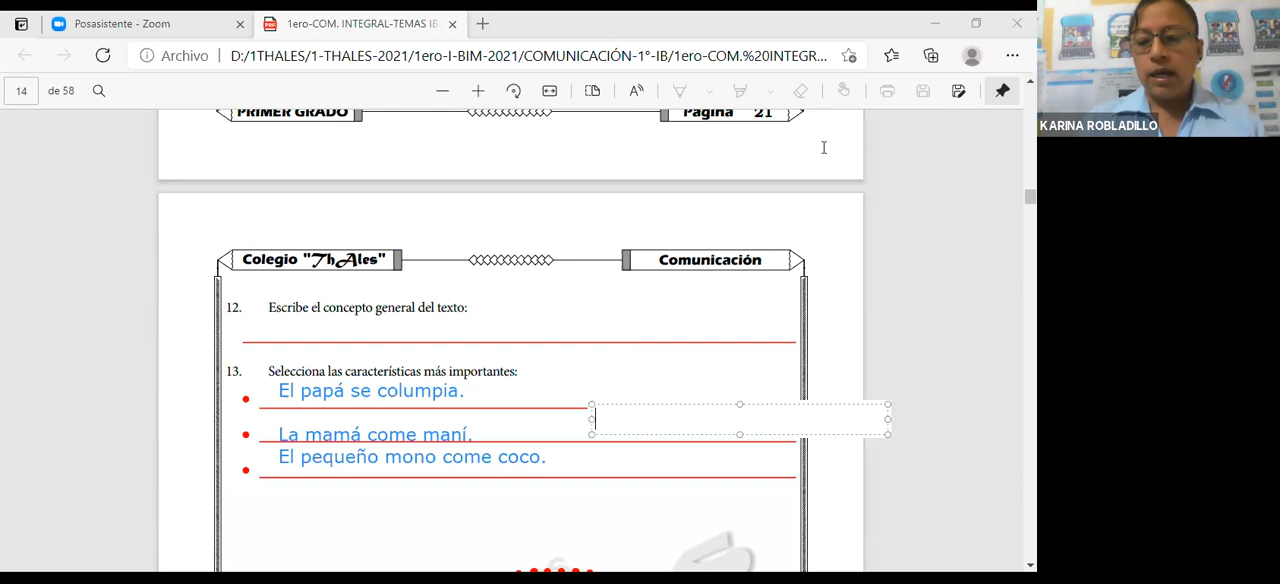 Posasistente - Zoom
1ero-COM. INTEGRAL-TEMAS IB
Archivo
D:/1THALES/1-THALES-2021/1ero-I-BIM-2021/COMUNICACIÓN-1°-IB/1ero-COM.%20INTEGR...
14 de 58
KARINA ROBLADILLO
PRIMER GRADO
Página 21
Colegio "ThAles"
Comunicación
12. Escribe el concepto general del texto:
13. Selecciona las características más importantes:
El papá se columpia.
La mamá come maní.
El pequeño mono come coco.